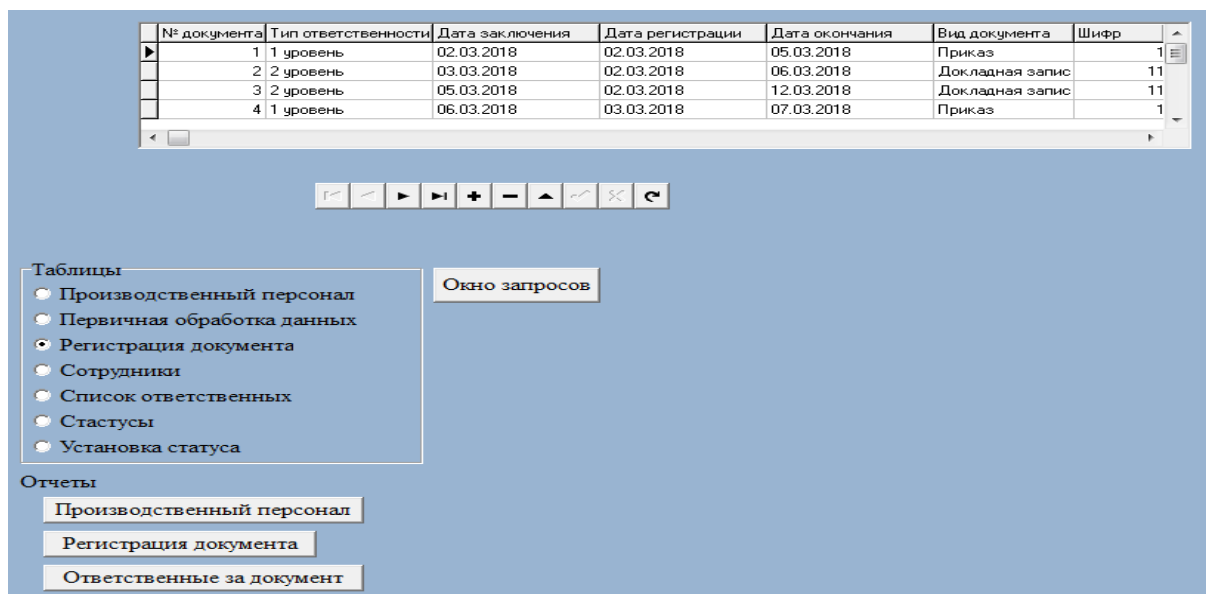 № документа Тип ответственности Дата заключения Дата регистрации Дата окончания Вид документа Шифр
1 1 уровень 02.03.2018 02.03.2018 05.03.2018 Приказ 1
2 2 уровень 03.03.2018 02.03.2018 06.03.2018 Докладная запис 11
3 2 уровень 05.03.2018 02.03.2018 12.03.2018 Докладная запис 11
4 1 уровень 06.03.2018 03.03.2018 07.03.2018 Приказ 1
Таблицы
Окно запросов
Производственный персонал
Первичная обработка данных
Регистрация документа
Сотрудники
Список ответственных
Стастусы
Установка статуса
Отчеты
Производственный персонал
Регистрация документа
Ответственные за документ